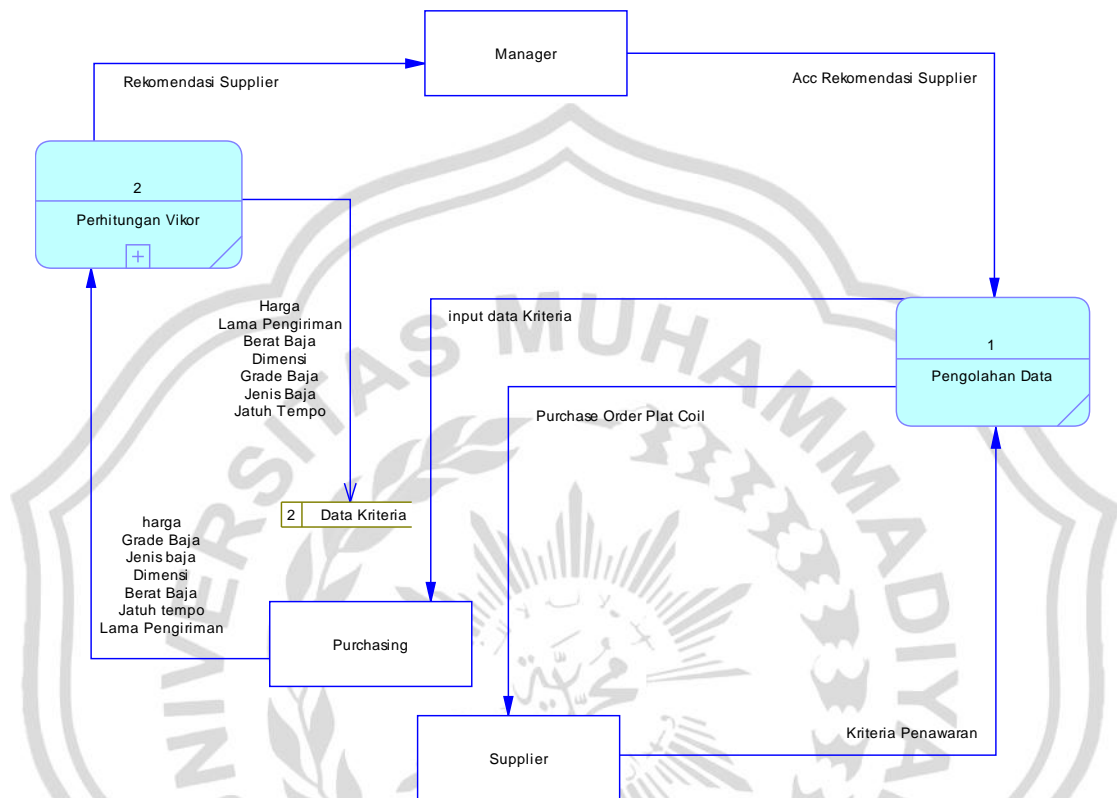 Manager
Rekomendasi Supplier
Acc Rekomendasi Supplier
2
Perhitungan Vikor
Harga
Lama Pengiriman
Berat Baja
Dimensi
Grade Baja
Jenis Baja
Jatuh Tempo
input data Kriteria
1
Pengolahan Data
Purchase Order Plat Coil
2 Data Kriteria
harga
Grade Baja
Jenis baja
Dimensi
Berat Baja
Jatuh tempo
Lama Pengiriman
Purchasing
Supplier
Kriteria Penawaran
UNIVERSITAS MUHAMMADIYA